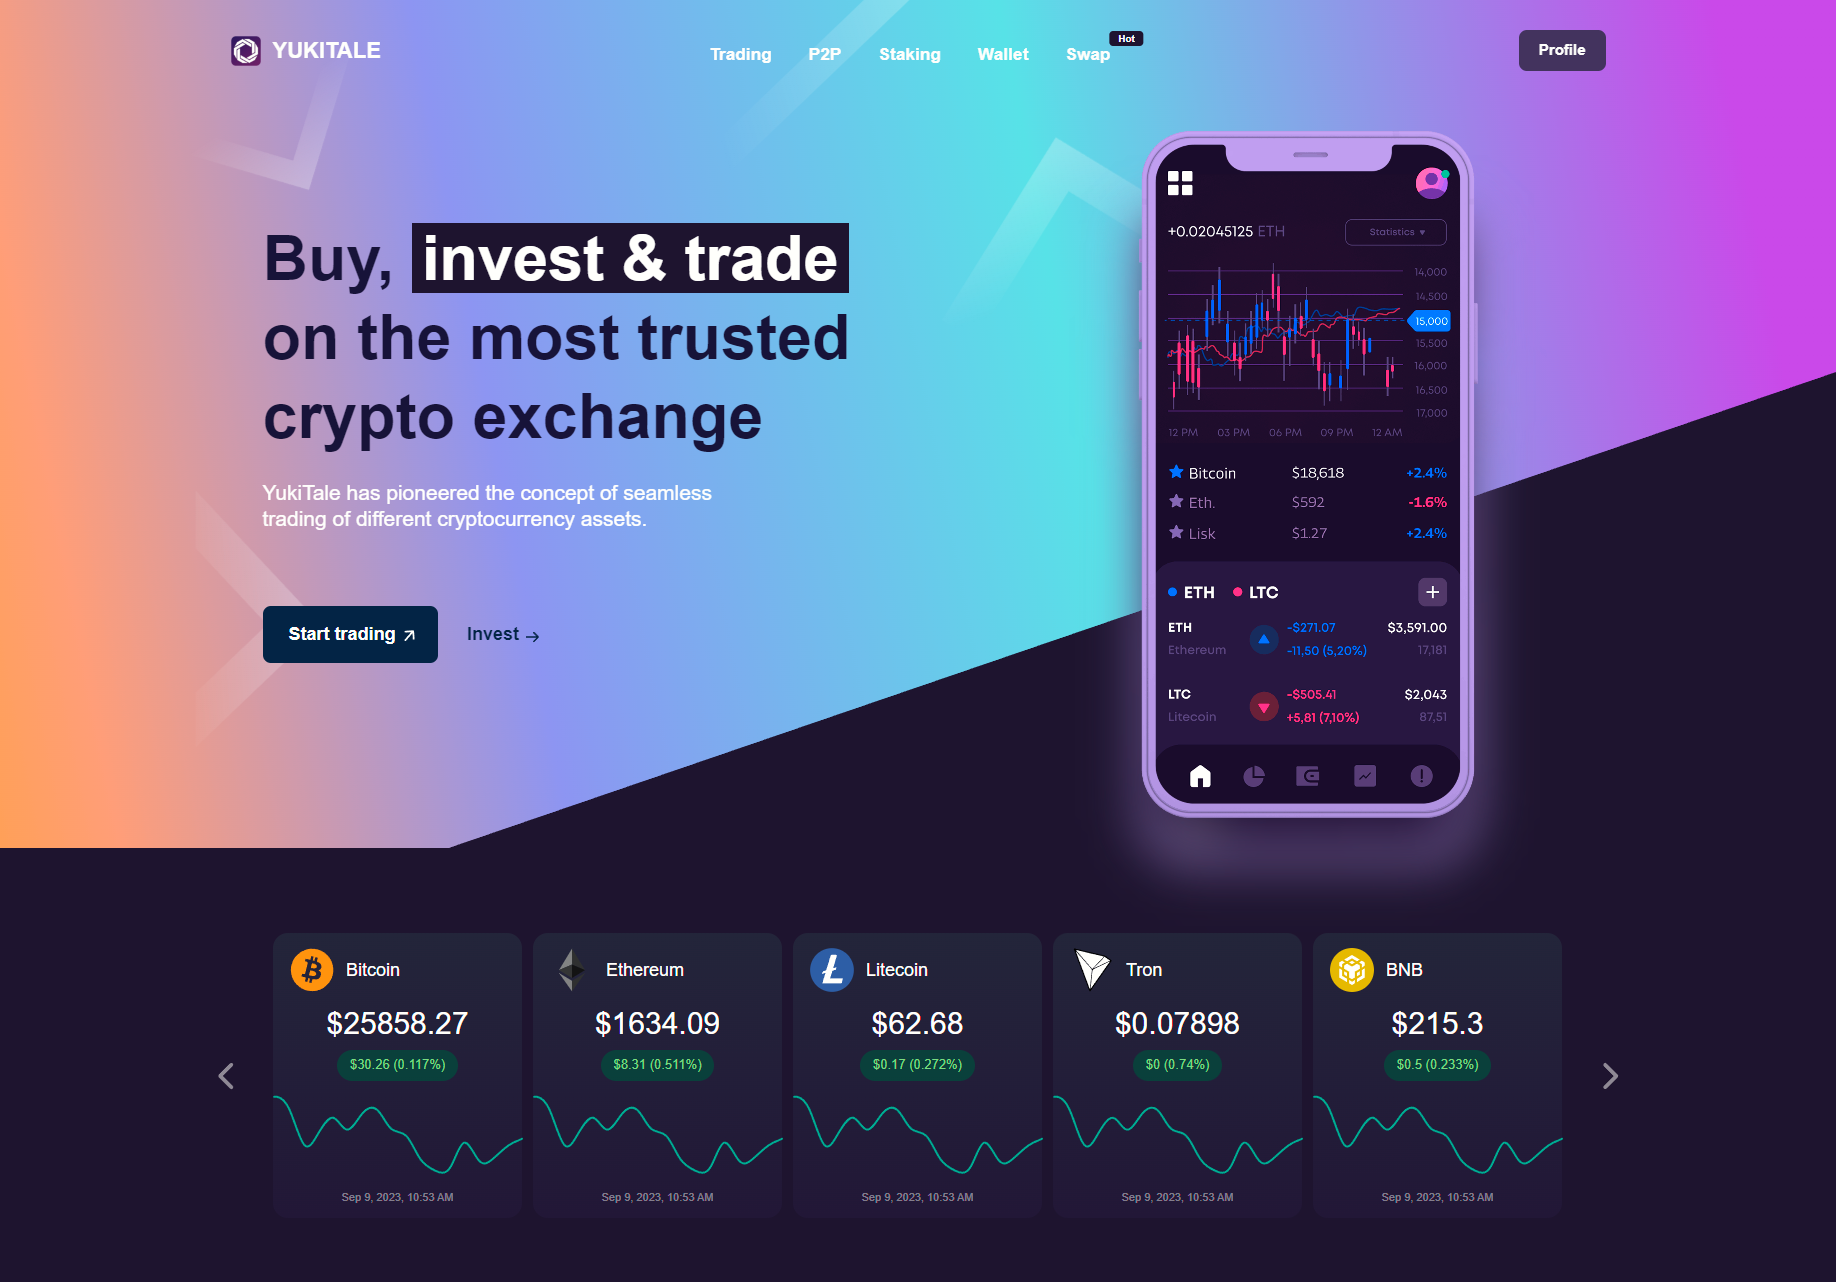 YUKITALE
Trading
P2P
Staking
Wallet
Swap
Hot
Profile
Buy, invest & trade
on the most trusted
crypto exchange
YukiTale has pioneered the concept of seamless
trading of different cryptocurrency assets.
Start trading
Invest
+0.02045125 ETH
Statistics
14,000
14,500
15,000
15,500
16,000
16,500
17,000
12 PM 03 PM 06 PM 09 PM 12 AM
Bitcoin $18,618 +2.4%
Eth. $592 -1.6%
Lisk $1.27 +2.4%
ETH LTC
ETH -$271.07 $3,591.00
Ethereum -11,50 (5,20%) 17,181
LTC -$505.41 $2,043
Litecoin +5,81 (7,10%) 87,51
Bitcoin
$25858.27
$30.26 (0.117%)
Sep 9, 2023, 10:53 AM
Ethereum
$1634.09
$8.31 (0.511%)
Sep 9, 2023, 10:53 AM
Litecoin
$62.68
$0.17 (0.272%)
Sep 9, 2023, 10:53 AM
Tron
$0.07898
$0 (0.74%)
Sep 9, 2023, 10:53 AM
BNB
$215.3
$0.5 (0.233%)
Sep 9, 2023, 10:53 AM